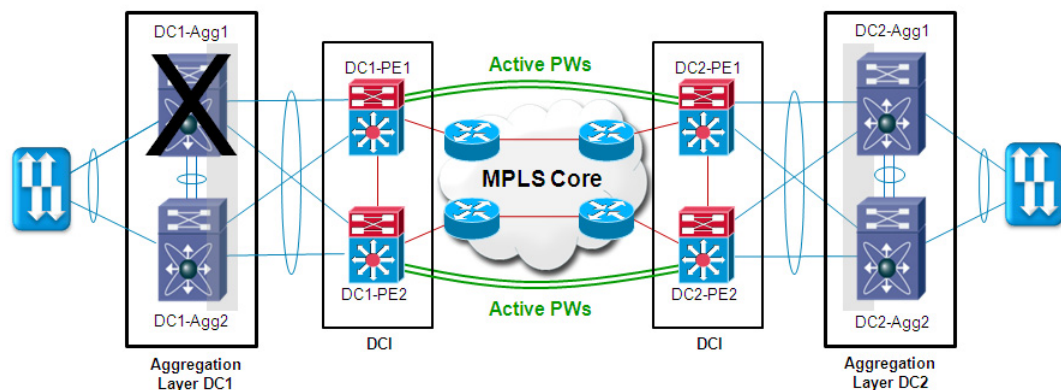 DC1-Agg1
DC1-Agg2
Aggregation
Layer DC1
DC1-PE1
DC1-PE2
DCI
Active PWs
MPLS Core
Active PWs
DC2-PE1
DC2-PE2
DCI
DC2-Agg1
DC2-Agg2
Aggregation
Layer DC2